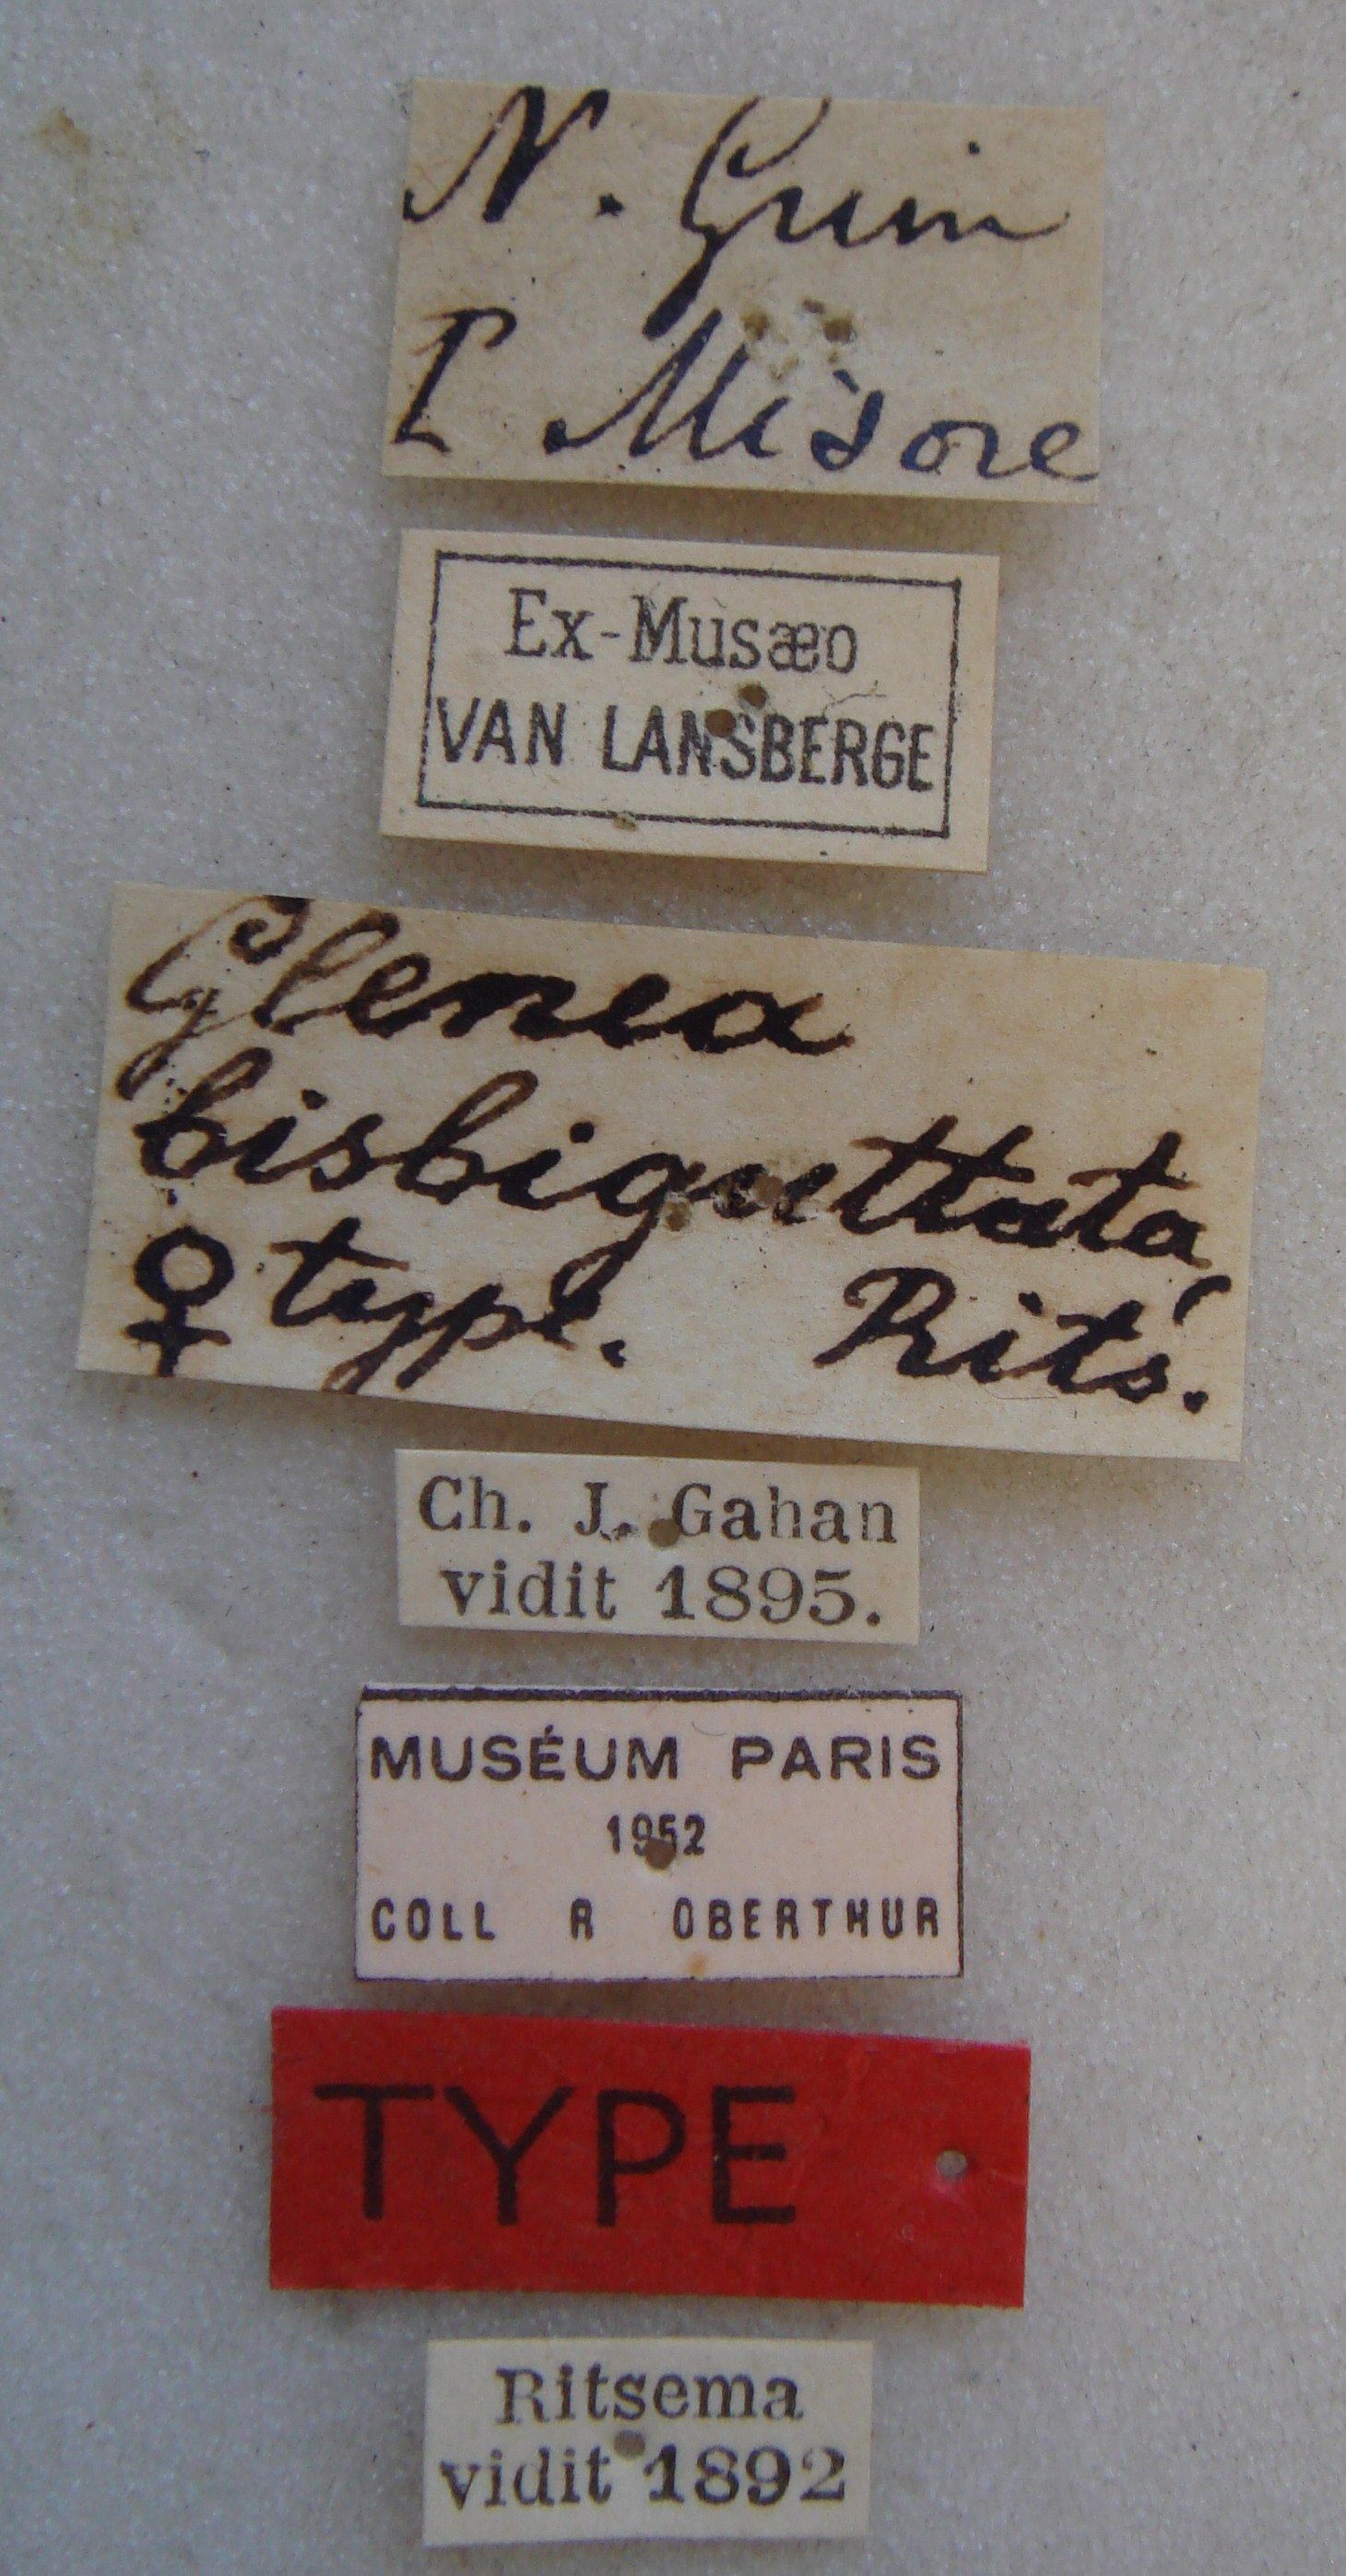 N. Guin
I Misore
Ex-Musæo
VAN LANSBERGE
Glenea
bisbiguttata,
♀ type. Rits.
Ch. J. Gahan
vidit 1895.
MUSÉUM PARIS
1952
COLL R OBERTHUR
TYPE
Ritsema
vidit 1892